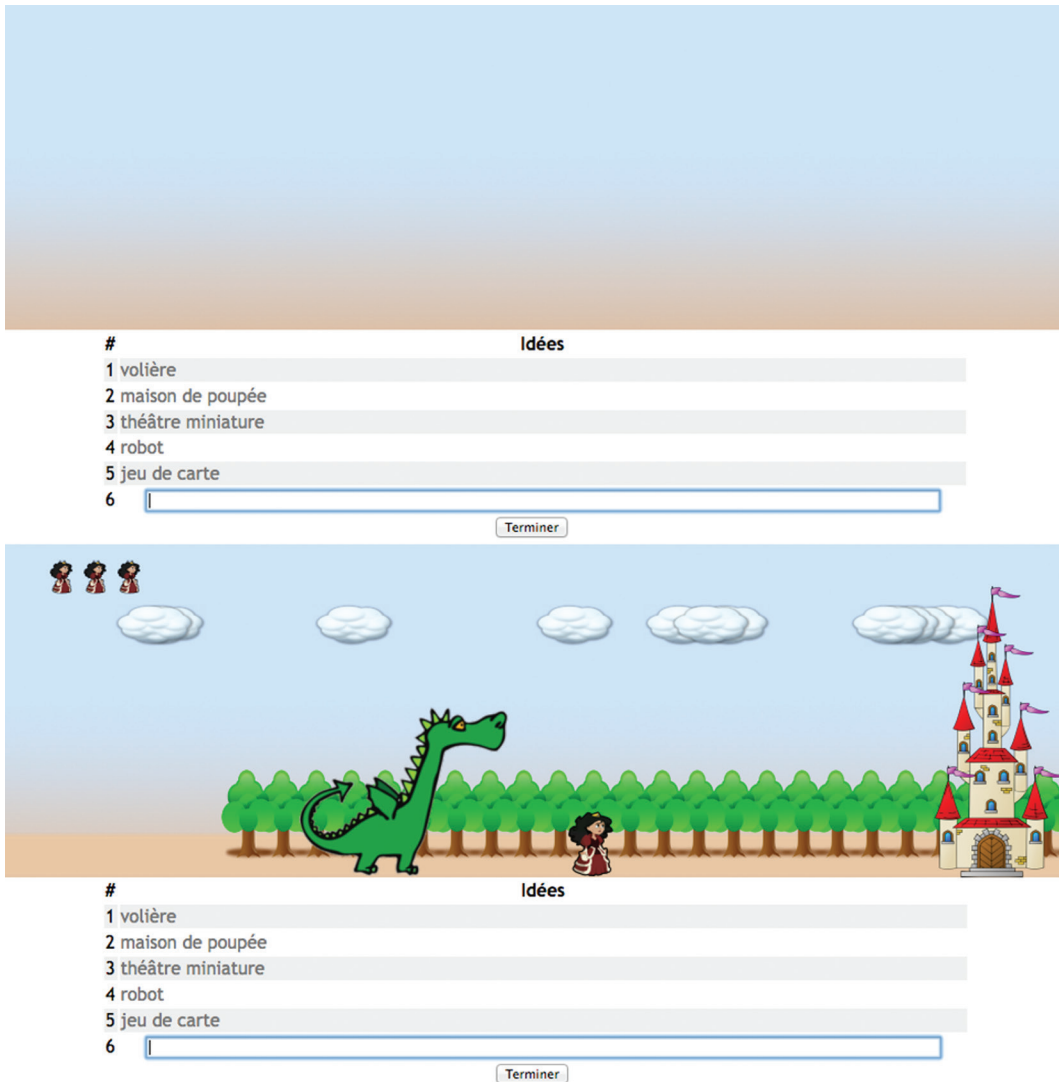 # Idées
1 volière
2 maison de poupée
3 théâtre miniature
4 robot
5 jeu de carte
6
Terminer
# Idées
1 volière
2 maison de poupée
3 théâtre miniature
4 robot
5 jeu de carte
6
Terminer